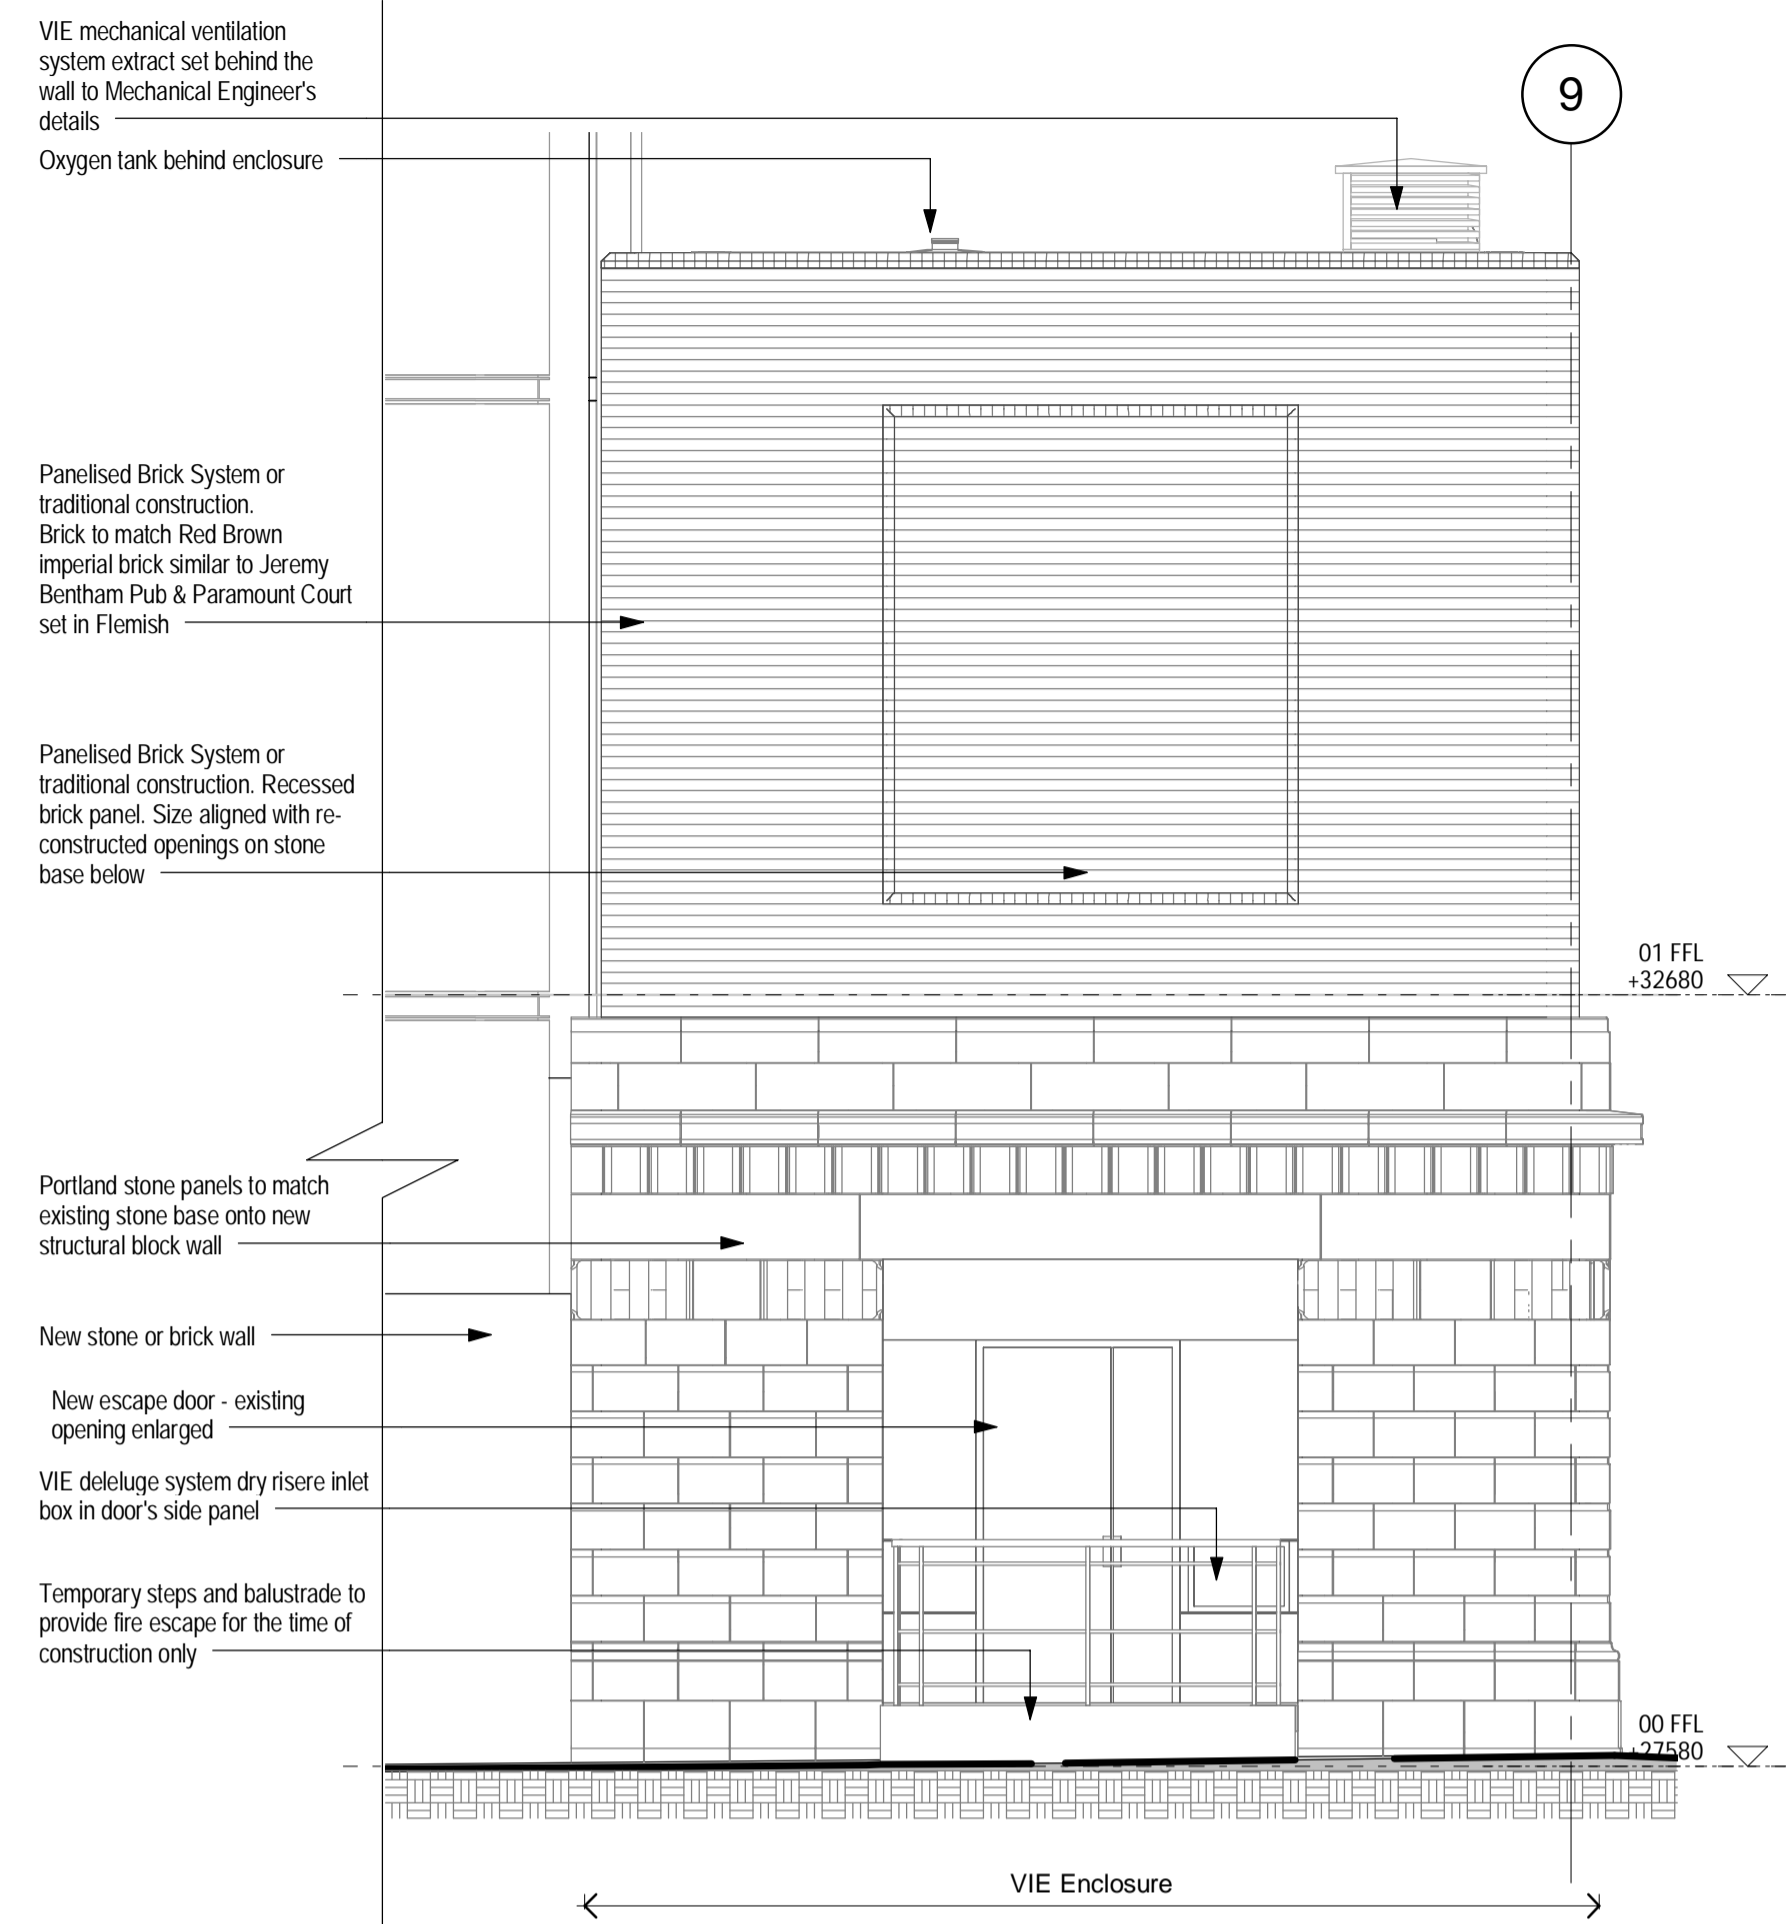 VIE mechanical ventilation
system extract set behind the
wall to Mechanical Engineer's
details
9
Oxygen tank behind enclosure
Panelised Brick System or
traditional construction.
Brick to match Red Brown
imperial brick similar to Jeremy
Bentham Pub & Paramount Court
set in Flemish
Panelised Brick System or
traditional construction. Recessed
brick panel. Size aligned with re-
constructed openings on stone
base below
01 FFL
+32680
Portland stone panels to match
existing stone base onto new
structural block wall
New stone or brick wall
New escape door - existing
opening enlarged
VIE deleluge system dry risere inlet
box in door's side panel
Temporary steps and balustrade to
provide fire escape for the time of
construction only
00 FFL
+27580
VIE Enclosure